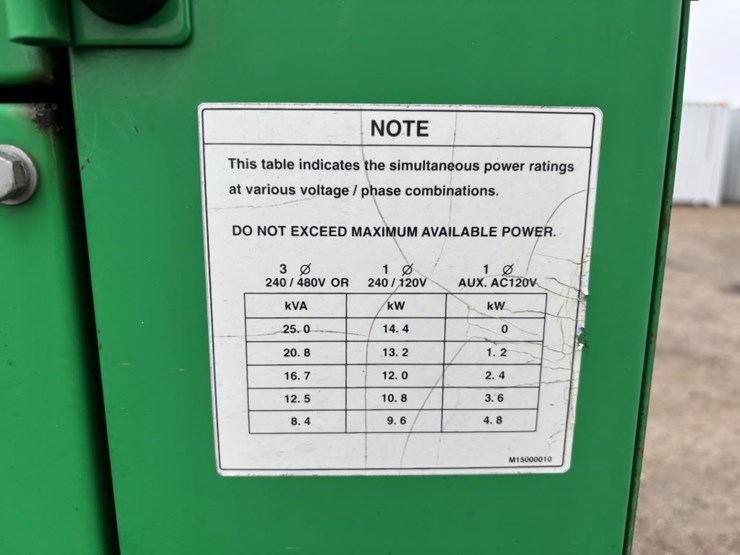 NOTE
This table indicates the simultaneous power ratings
at various voltage / phase combinations.
DO NOT EXCEED MAXIMUM AVAILABLE POWER.
3 Ø 1 Ø 1 Ø
240 / 480V OR 240 / 120V AUX. AC120V
kVA kW kW
25. 0 14. 4 0
20. 8 13. 2 1. 2
16. 7 12. 0 2. 4
12. 5 10. 8 3. 6
8. 4 9. 6 4. 8
M15000010